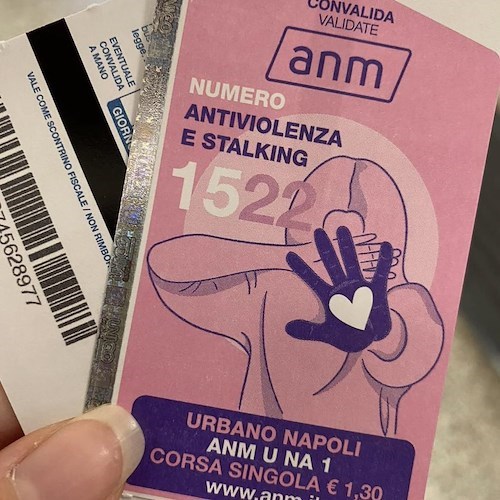 CONVALIDA
VALIDATE
anm
NUMERO
ANTIVIOLENZA
E STALKING
1522
URBANO NAPOLI
ANM U NA 1
CORSA SINGOLA € 1,30
www.anm.it
EVENTUALE
CONVALIDA
A MANO
VALE COME SCONTRINO FISCALE / NON RIMBO
745628977